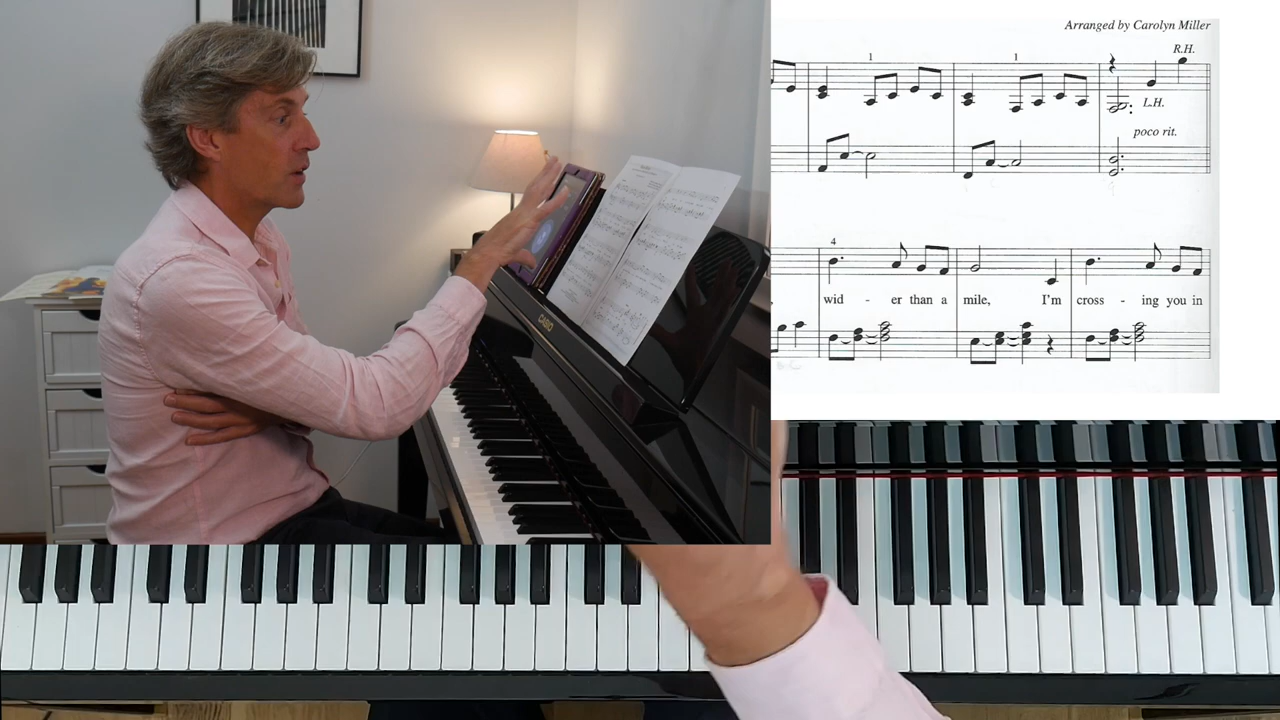 Arranged by Carolyn Miller
1
1
R.H.
L.H.
poco rit.
4
wid - er than a mile, I'm cross - ing you in
CASIO